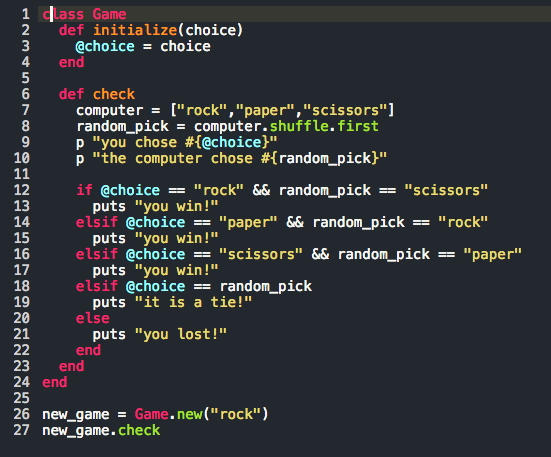 1 class Game
2   def initialize(choice)
3     @choice = choice
4   end
5
6   def check
7     computer = ["rock","paper","scissors"]
8     random_pick = computer.shuffle.first
9     p "you chose #{@choice}"
10     p "the computer chose #{random_pick}"
11
12     if @choice == "rock" && random_pick == "scissors"
13       puts "you win!"
14     elsif @choice == "paper" && random_pick == "rock"
15       puts "you win!"
16     elsif @choice == "scissors" && random_pick == "paper"
17       puts "you win!"
18     elsif @choice == random_pick
19       puts "it is a tie!"
20     else
21       puts "you lost!"
22     end
23   end
24 end
25
26 new_game = Game.new("rock")
27 new_game.check